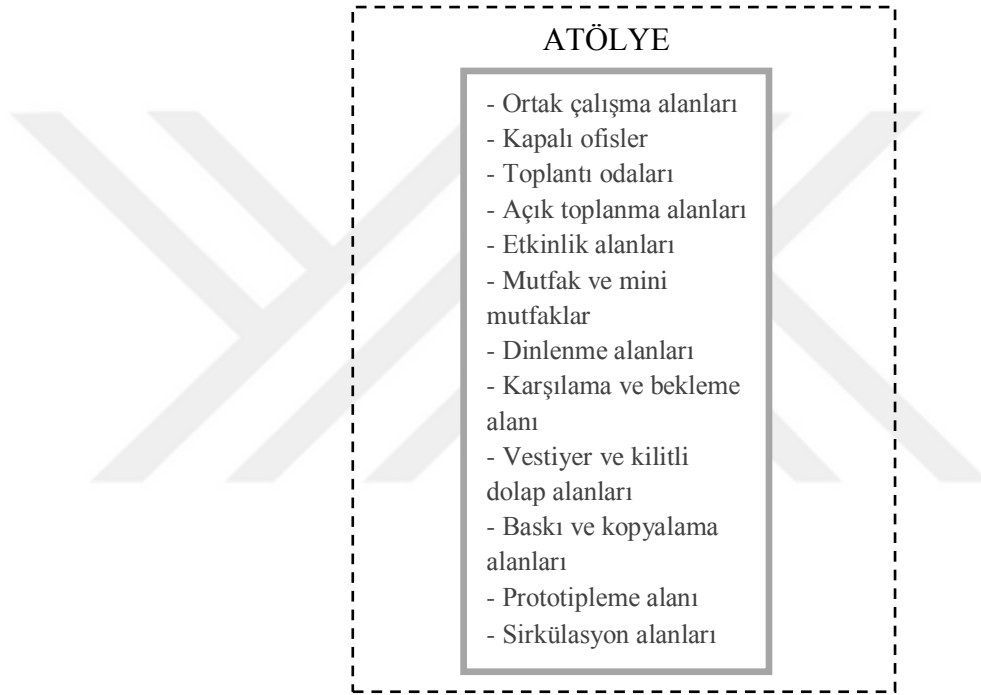 ATÖLYE
- Ortak çalışma alanları
- Kapalı ofisler
- Toplantı odaları
- Açık toplanma alanları
- Etkinlik alanları
- Mutfak ve mini
mutfaklar
- Dinlenme alanları
- Karşılama ve bekleme
alanı
- Vestiyer ve kilitli
dolap alanları
- Baskı ve kopyalama
alanları
- Prototipleme alanı
- Sirkülasyon alanları